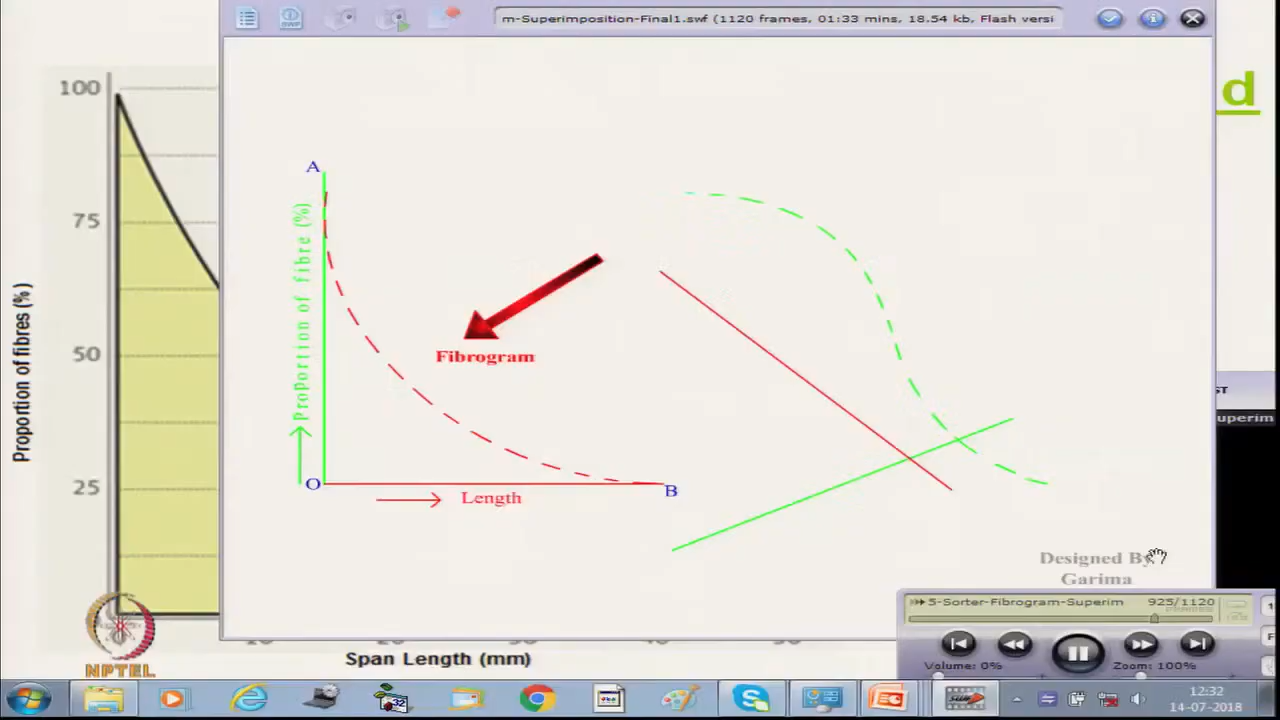 m-Superimposition-Final1.swf (1120 frames, 01:33 mins, 18.54 kb, Flash versi
d
100
75
50
25
Proportion of fibres (%)
A
ProPortion of fibre (%)
Fibrogram
O
B
Length
ST
Superim
Designed By
Garima
5-Sorter-Fibrogram-Superim 925/1120
Volume: 0% Zoom: 100%
Span Length (mm)
NPTEL
32
12:32
14-07-2018